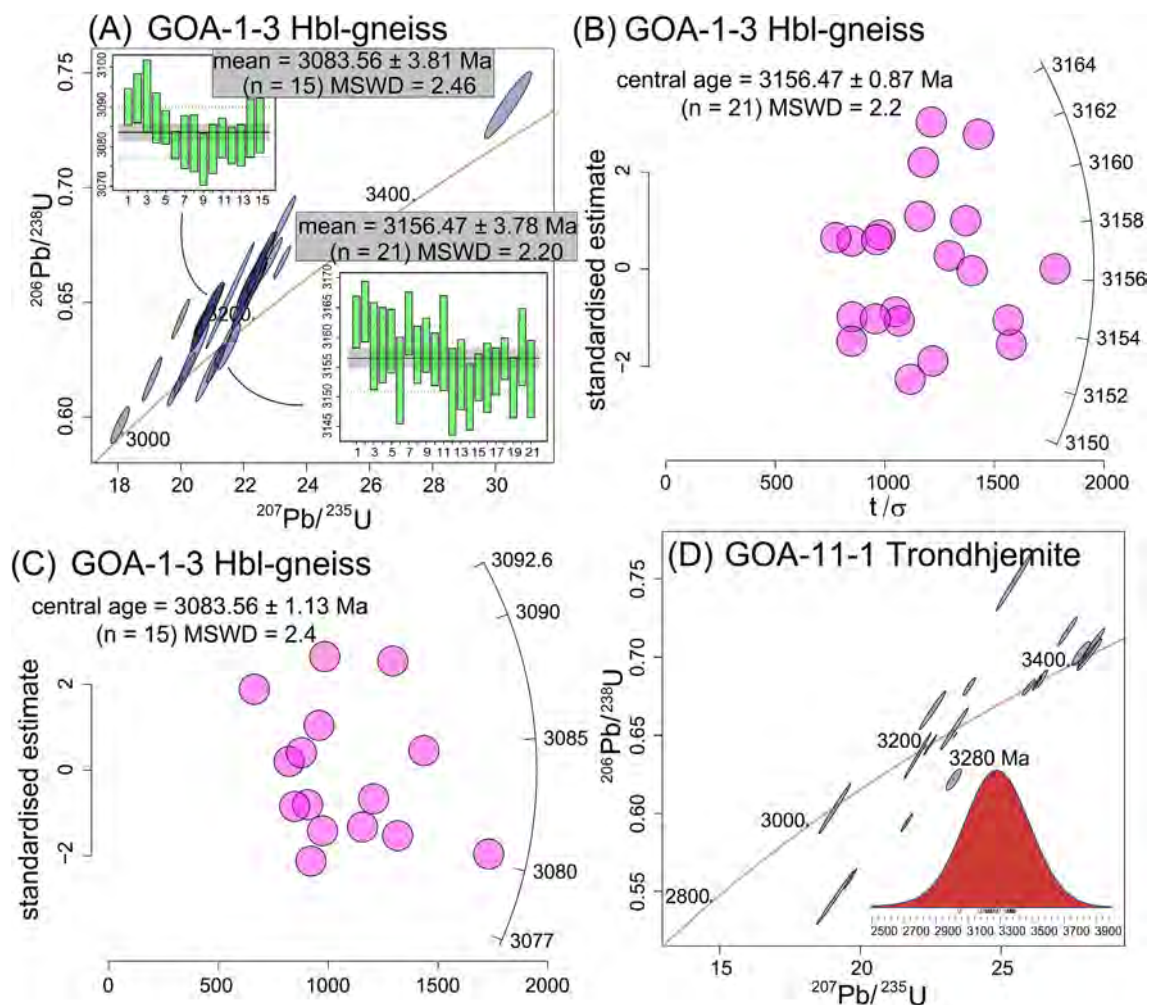 (A) GOA-1-3 Hbl-gneiss
mean = 3083.56 ± 3.81 Ma
(n = 15) MSWD = 2.46
3100
3090
3080
3070
1 3 5 7 9 11 13 15
0.75
0.70
0.65
0.60
206Pb/238U
3400.
3200.
3000
mean = 3156.47 ± 3.78 Ma
(n = 21) MSWD = 2.20
3170
3165
3160
3155
3150
3145
1 3 5 7 9 11 13 15 17 19 21
18 20 22 24 26 28 30
207Pb/235U
(B) GOA-1-3 Hbl-gneiss
central age = 3156.47 ± 0.87 Ma
(n = 21) MSWD = 2.2
standardised estimate
2
0
-2
3164
3162
3160
3158
3156
3154
3152
3150
0 500 1000 1500 2000
t/σ
(C) GOA-1-3 Hbl-gneiss
central age = 3083.56 ± 1.13 Ma
(n = 15) MSWD = 2.4
standardised estimate
2
0
-2
3092.6
3090
3085
3080
3077
0 500 1000 1500 2000
(D) GOA-11-1 Trondhjemite
0.75
0.70
0.65
0.60
0.55
206Pb/238U
3400.
3200.
3000.
2800.
3280 Ma
2500 2700 2900 3100 3300 3500 3700 3900
15 20 25
207Pb/235U